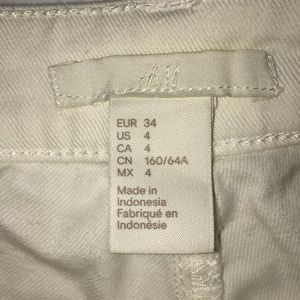 H&M
EUR 34
US 4
CA 4
CN 160/64A
MX 4
Made in
Indonesia
Fabriqué en
Indonésie